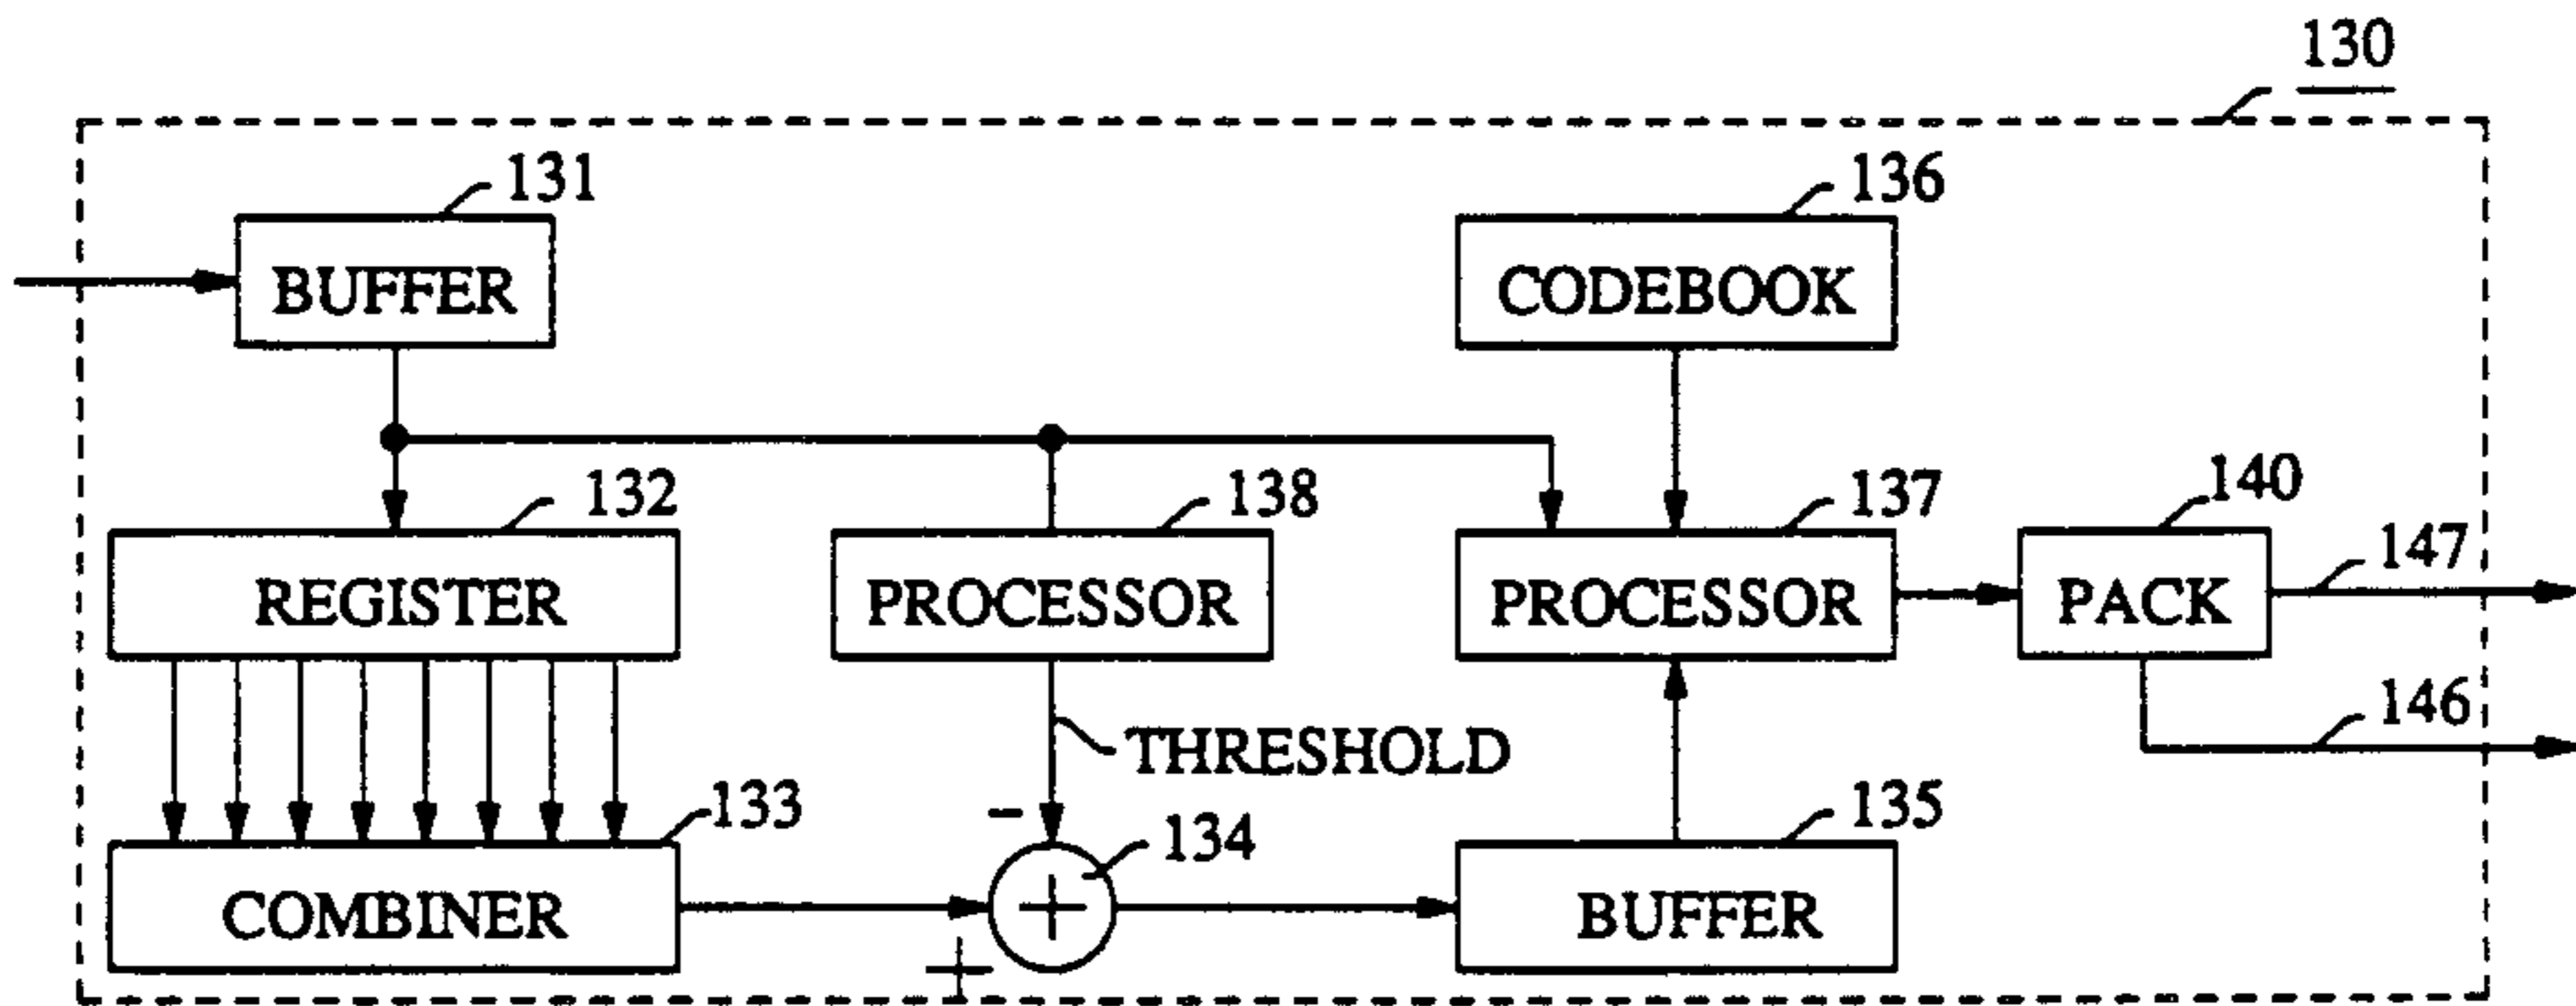 130
131
136
BUFFER
CODEBOOK
132
138
137
140
147
REGISTER
PROCESSOR
PROCESSOR
PACK
146
THRESHOLD
133
-
134
135
COMBINER
+
BUFFER
+